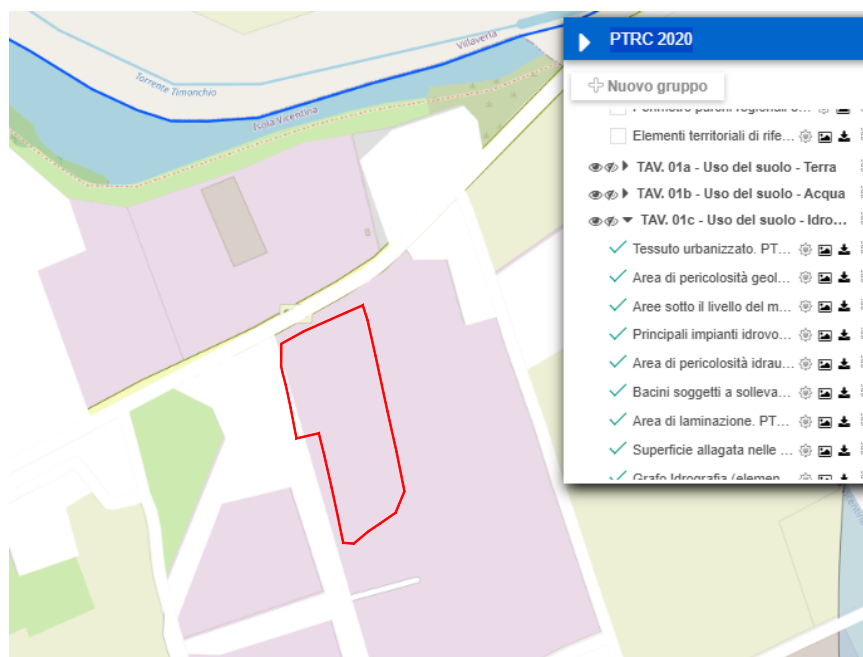 PTRC 2020
Nuovo gruppo
Elementi territoriali di rife...
TAV. 01a - Uso del suolo - Terra
TAV. 01b - Uso del suolo - Acqua
TAV. 01c - Uso del suolo - Idro...
Tessuto urbanizzato. PT...
Area di pericolosità geol...
Aree sotto il livello del m...
Principali impianti idrovo...
Area di pericolosità idrau...
Bacini soggetti a solleva...
Area di laminazione. PT...
Superficie allagata nelle ...
Grafo Idrografia (elemen...
Villaverla
Torrente Timonchio
Isola Vicentina